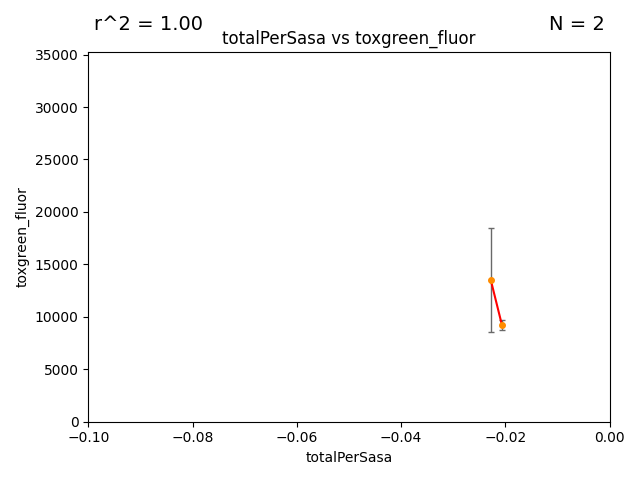 r^2 = 1.00
N = 2
totalPerSasa vs toxgreen_fluor
35000
30000
25000
20000
15000
10000
5000
0
toxgreen_fluor
−0.10
−0.08
−0.06
−0.04
−0.02
0.00
totalPerSasa